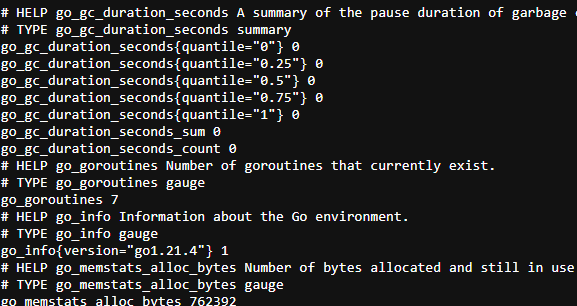 # HELP go_gc_duration_seconds A summary of the pause duration of garbage
# TYPE go_gc_duration_seconds summary
go_gc_duration_seconds{quantile="0"} 0
go_gc_duration_seconds{quantile="0.25"} 0
go_gc_duration_seconds{quantile="0.5"} 0
go_gc_duration_seconds{quantile="0.75"} 0
go_gc_duration_seconds{quantile="1"} 0
go_gc_duration_seconds_sum 0
go_gc_duration_seconds_count 0
# HELP go_goroutines Number of goroutines that currently exist.
# TYPE go_goroutines gauge
go_goroutines 7
# HELP go_info Information about the Go environment.
# TYPE go_info gauge
go_info{version="go1.21.4"} 1
# HELP go_memstats_alloc_bytes Number of bytes allocated and still in use
# TYPE go_memstats_alloc_bytes gauge
go_memstats_alloc_bytes 762392